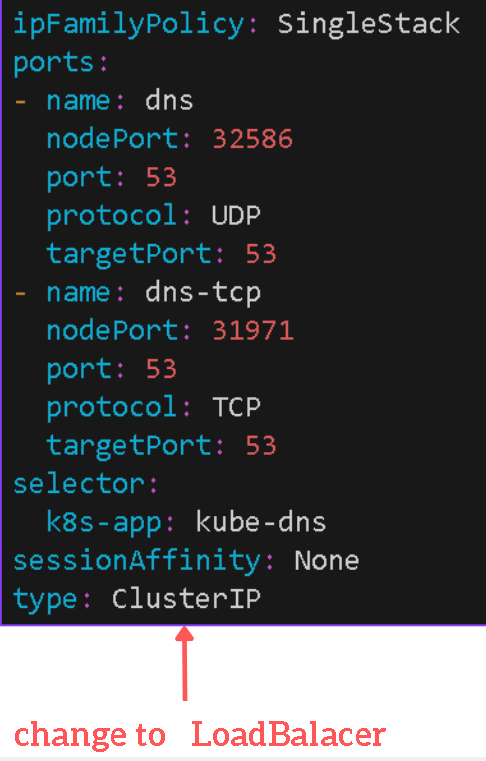 ipFamilyPolicy: SingleStack
ports:
- name: dns
  nodePort: 32586
  port: 53
  protocol: UDP
  targetPort: 53
- name: dns-tcp
  nodePort: 31971
  port: 53
  protocol: TCP
  targetPort: 53
selector:
  k8s-app: kube-dns
sessionAffinity: None
type: ClusterIP
change to LoadBalacer